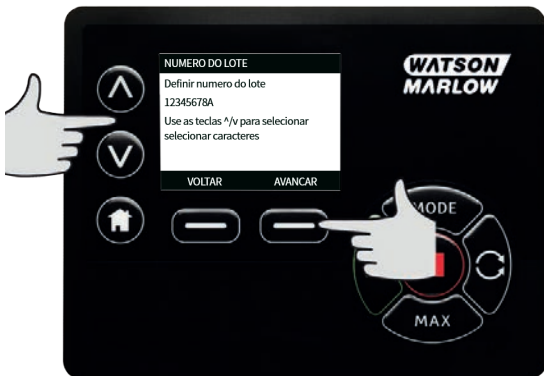 NUMERO DO LOTE
Definir numero do lote
12345678A
Use as teclas ^/v para selecionar
selecionar caracteres
VOLTAR AVANCAR
WATSON
MARLOW
MODE
MAX